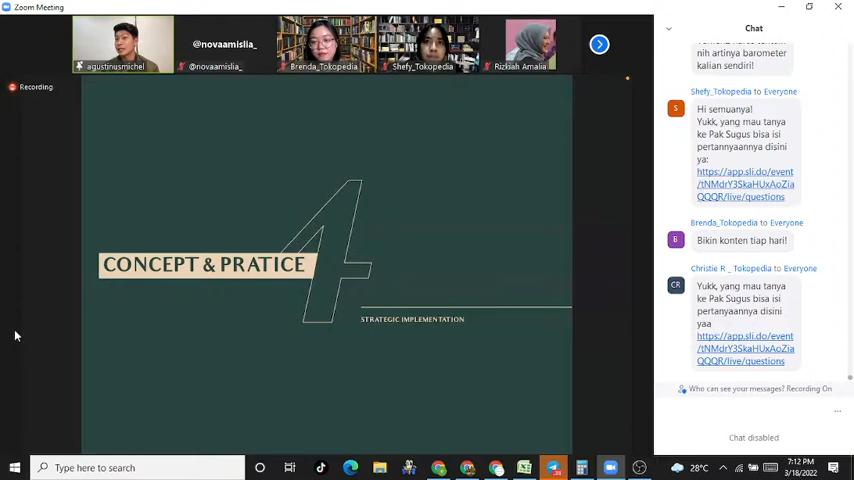 Zoom Meeting
agustinusmichel
@novaamislia_
@novaamislia_
Brenda_Tokopedia
Shefy_Tokopedia
Rizkiah Amalia
Recording
CONCEPT & PRATICE
4
STRATEGIC IMPLEMENTATION
Chat
nih artinya barometer
kalian sendiri!
Shefy_Tokopedia to Everyone
S
Hi semuanya!
Yukk, yang mau tanya
ke Pak Sugus bisa isi
pertannyaannya disini
ya:
https://app.sli.do/event
/tNMdrY3SkaHUxAoZia
QQQR/live/questions
Brenda_Tokopedia to Everyone
B
Bikin konten tiap hari!
Christie R _ Tokopedia to Everyone
CR
Yukk, yang mau tanya
ke Pak Sugus bisa isi
pertanyaannya disini
yaa
https://app.sli.do/event
/tNMdrY3SkaHUxAoZia
QQQR/live/questions
Who can see your messages? Recording On
Chat disabled
Type here to search
28°C
7:12 PM
3/18/2022